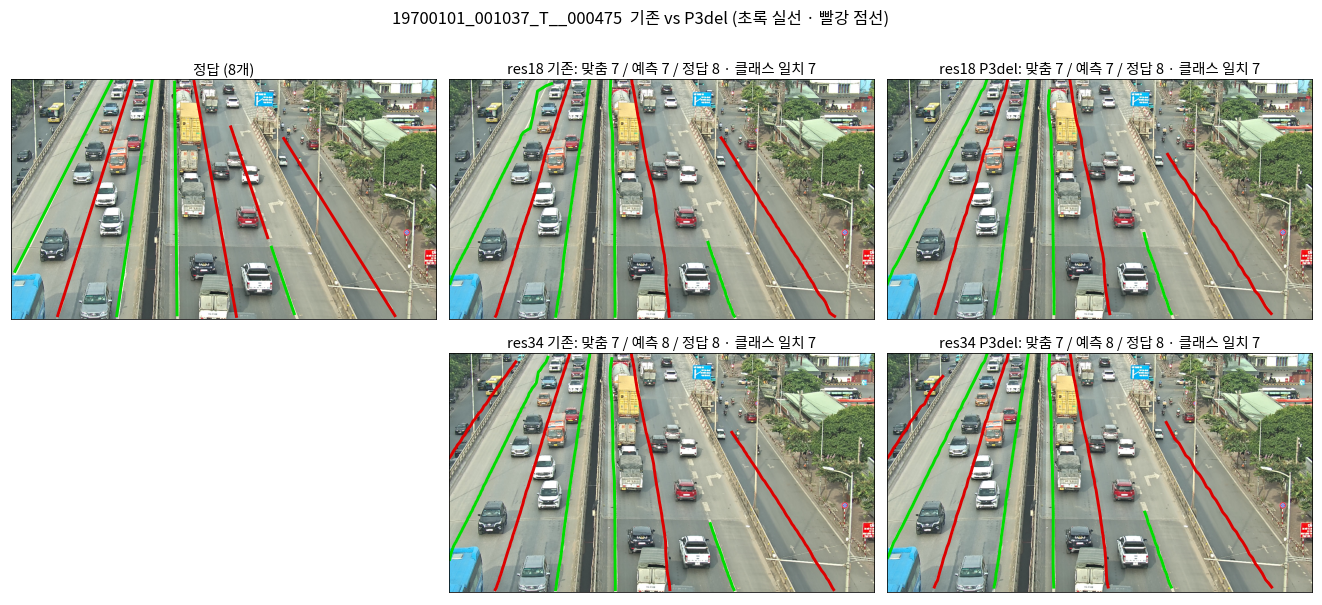 19700101_001037_T__000475 기존 vs P3del (초록 실선 · 빨강 점선)
정답 (8개)
res18 기존: 맞춤 7 / 예측 7 / 정답 8 · 클래스 일치 7
res18 P3del: 맞춤 7 / 예측 7 / 정답 8 · 클래스 일치 7
res34 기존: 맞춤 7 / 예측 8 / 정답 8 · 클래스 일치 7
res34 P3del: 맞춤 7 / 예측 8 / 정답 8 · 클래스 일치 7